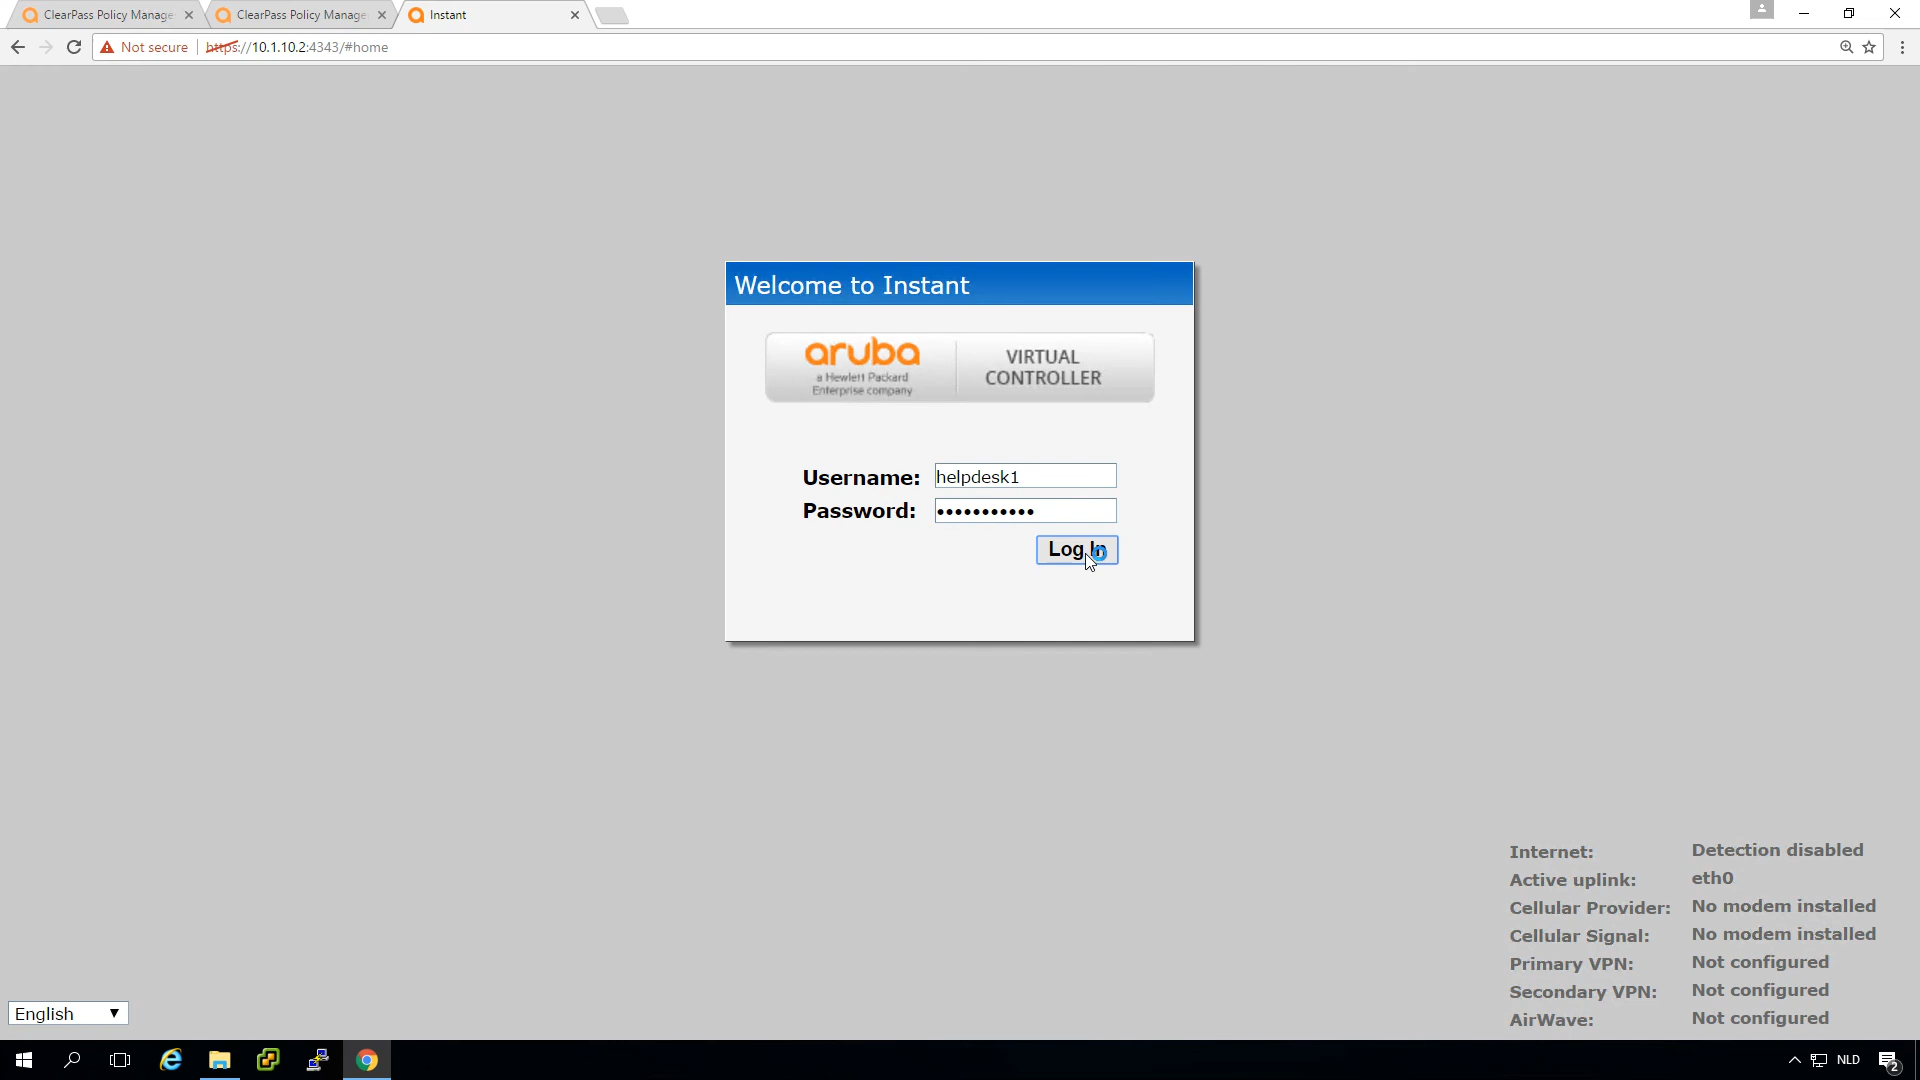 ClearPass Policy Manage
ClearPass Policy Manage
Instant
Not secure
https://10.1.10.2:4343/#home
Welcome to Instant
aruba
a Hewlett Packard
Enterprise company
VIRTUAL
CONTROLLER
Username: helpdesk1
Password: •••••••••••
Log In
Internet: Detection disabled
Active uplink: eth0
Cellular Provider: No modem installed
Cellular Signal: No modem installed
Primary VPN: Not configured
Secondary VPN: Not configured
AirWave: Not configured
English
NLD
2